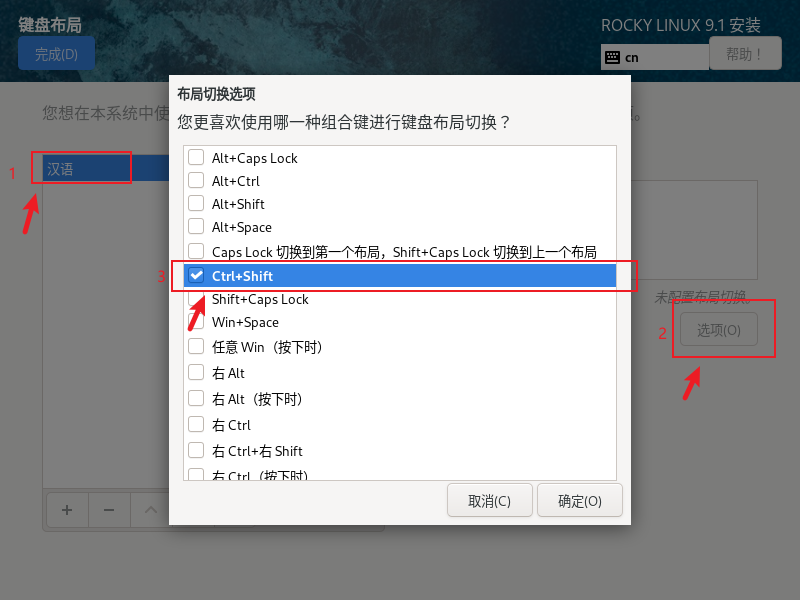 键盘布局
ROCKY LINUX 9.1 安装
完成(D)
cn
帮助！
您想在本系统中使
布局切换选项
您更喜欢使用哪一种组合键进行键盘布局切换？
Alt+Caps Lock
1
汉语
Alt+Ctrl
Alt+Shift
Alt+Space
Caps Lock 切换到第一个布局，Shift+Caps Lock 切换到上一个布局
3
Ctrl+Shift
Shift+Caps Lock
未配置布局切换。
Win+Space
2
选项(O)
任意 Win（按下时）
右 Alt
右 Alt（按下时）
右 Ctrl
右 Ctrl+右 Shift
右 Ctrl（按下时）
取消(C)
确定(O)